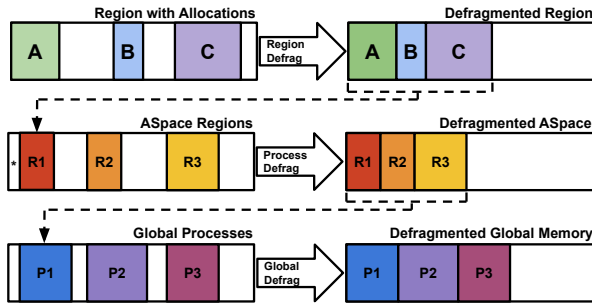 Region with Allocations
Defragmented Region
A B C
Region
Defrag
A B C
ASpace Regions
Defragmented ASpace
* R1 R2 R3
Process
Defrag
R1 R2 R3
Global Processes
Defragmented Global Memory
P1 P2 P3
Global
Defrag
P1 P2 P3